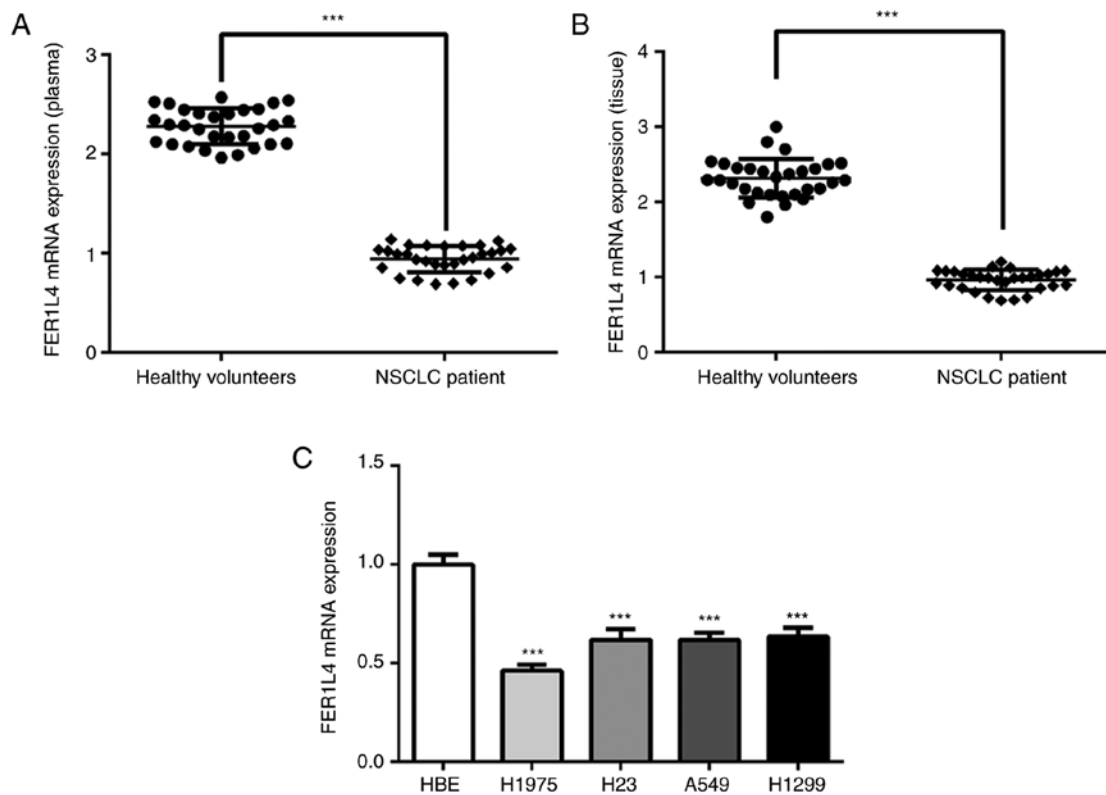 A
***
FER1L4 mRNA expression (plasma)
3
2
1
0
Healthy volunteers NSCLC patient
B
***
FER1L4 mRNA expression (tissue)
4
3
2
1
0
Healthy volunteers NSCLC patient
C
FER1L4 mRNA expression
1.5
1.0
0.5
0.0
*** *** *** ***
HBE H1975 H23 A549 H1299